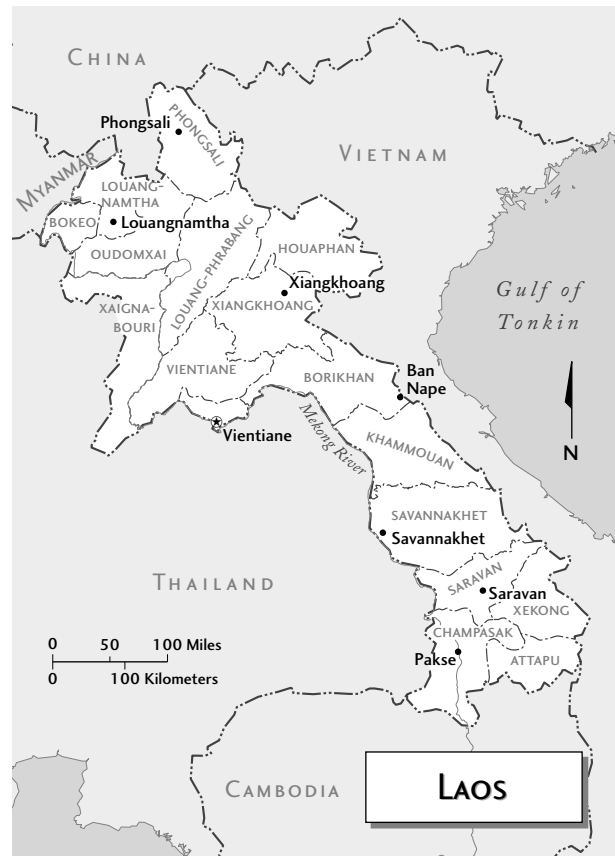 CHINA
Phongsali
PHONGSALI
VIETNAM
MYANMAR
LOUANG-
NAMTHA
BOKEO
Louangnamtha
OUDOMXAI
LOUANG-PHRABANG
HOUAPHAN
Xiangkhoang
XIANGKHOANG
XAIGNA-
BOURI
Gulf of
Tonkin
VIENTIANE
BORIKHAN
Ban
Nape
Vientiane
Mekong River
KHAMMOUAN
N
SAVANNAKHET
Savannakhet
THAILAND
SARAVAN
Saravan
XEKONG
CHAMPASAK
Pakse
ATTAPU
0 50 100 Miles
0 100 Kilometers
CAMBODIA
LAOS